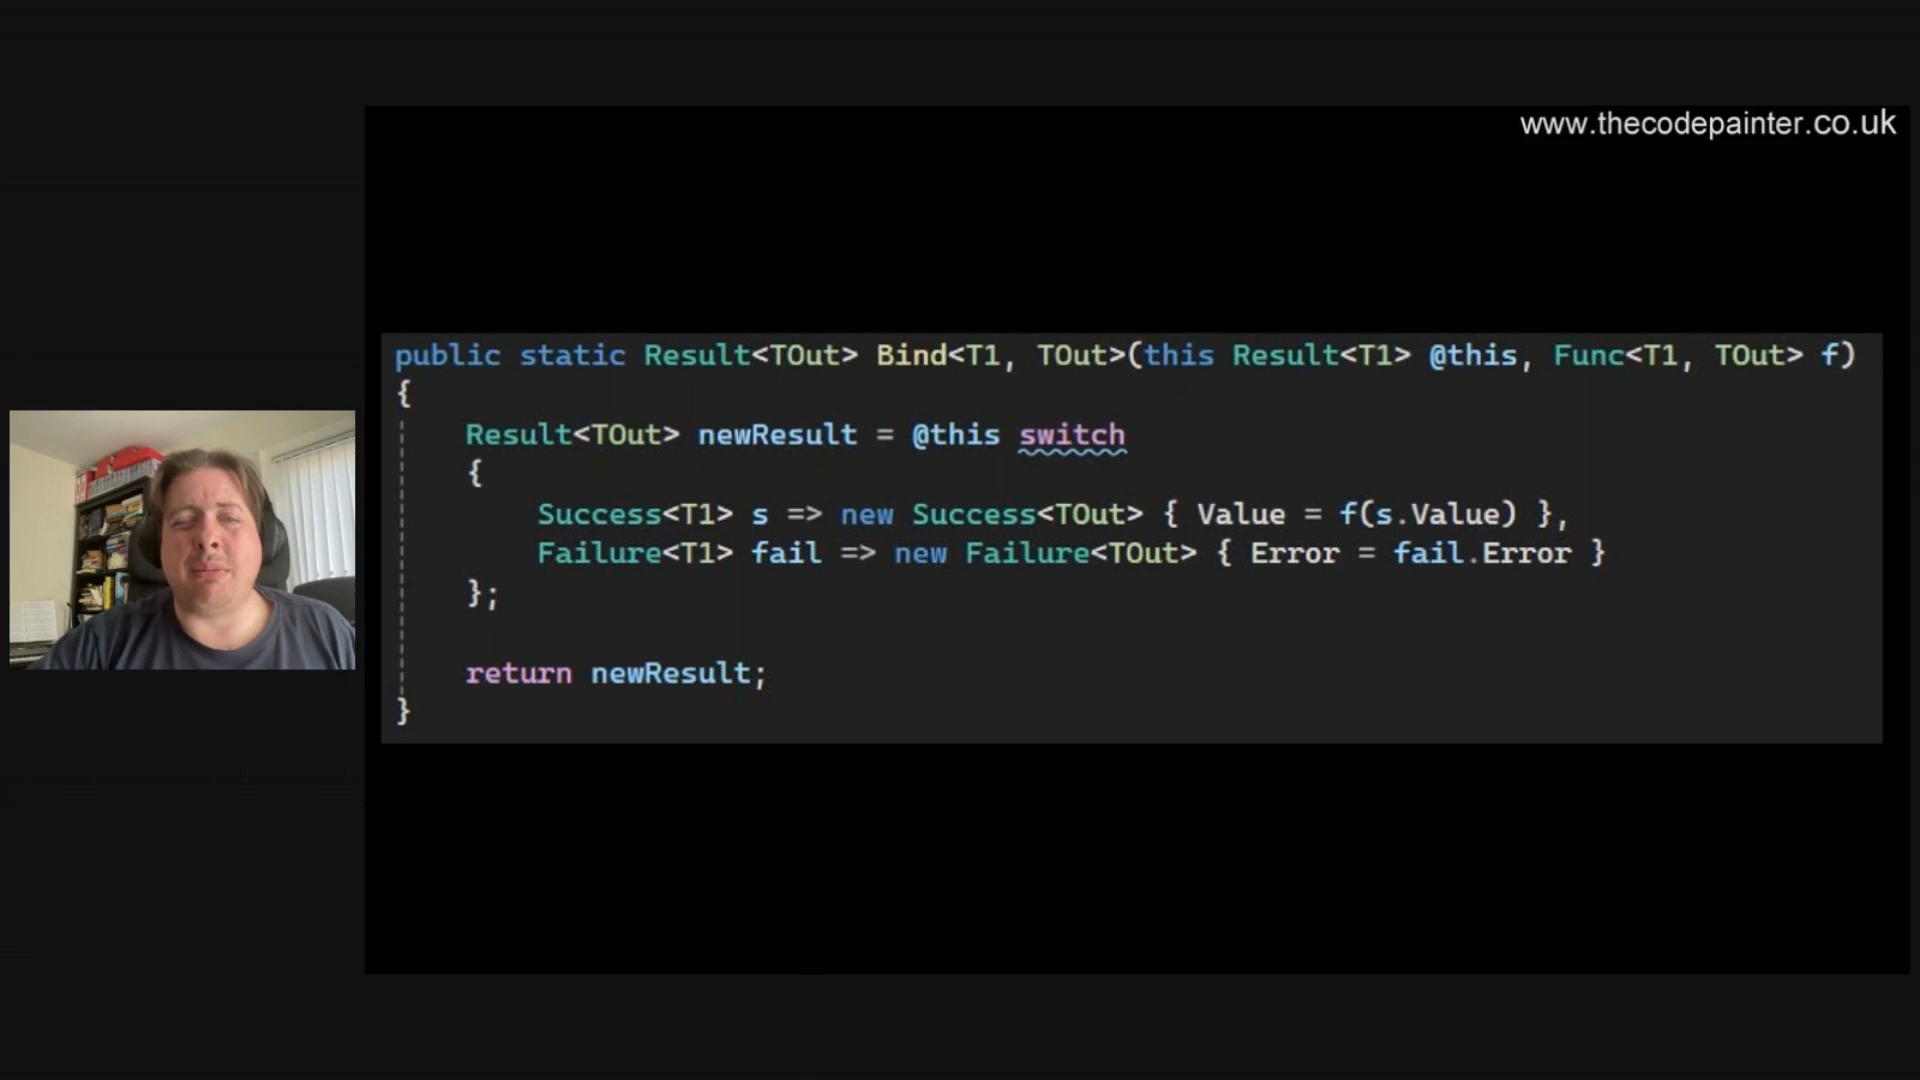 www.thecodepainter.co.uk
public static Result<TOut> Bind<T1, TOut>(this Result<T1> @this, Func<T1, TOut> f)
{
Result<TOut> newResult = @this switch
{
Success<T1> s => new Success<TOut> { Value = f(s.Value) },
Failure<T1> fail => new Failure<TOut> { Error = fail.Error }
};
return newResult;
}